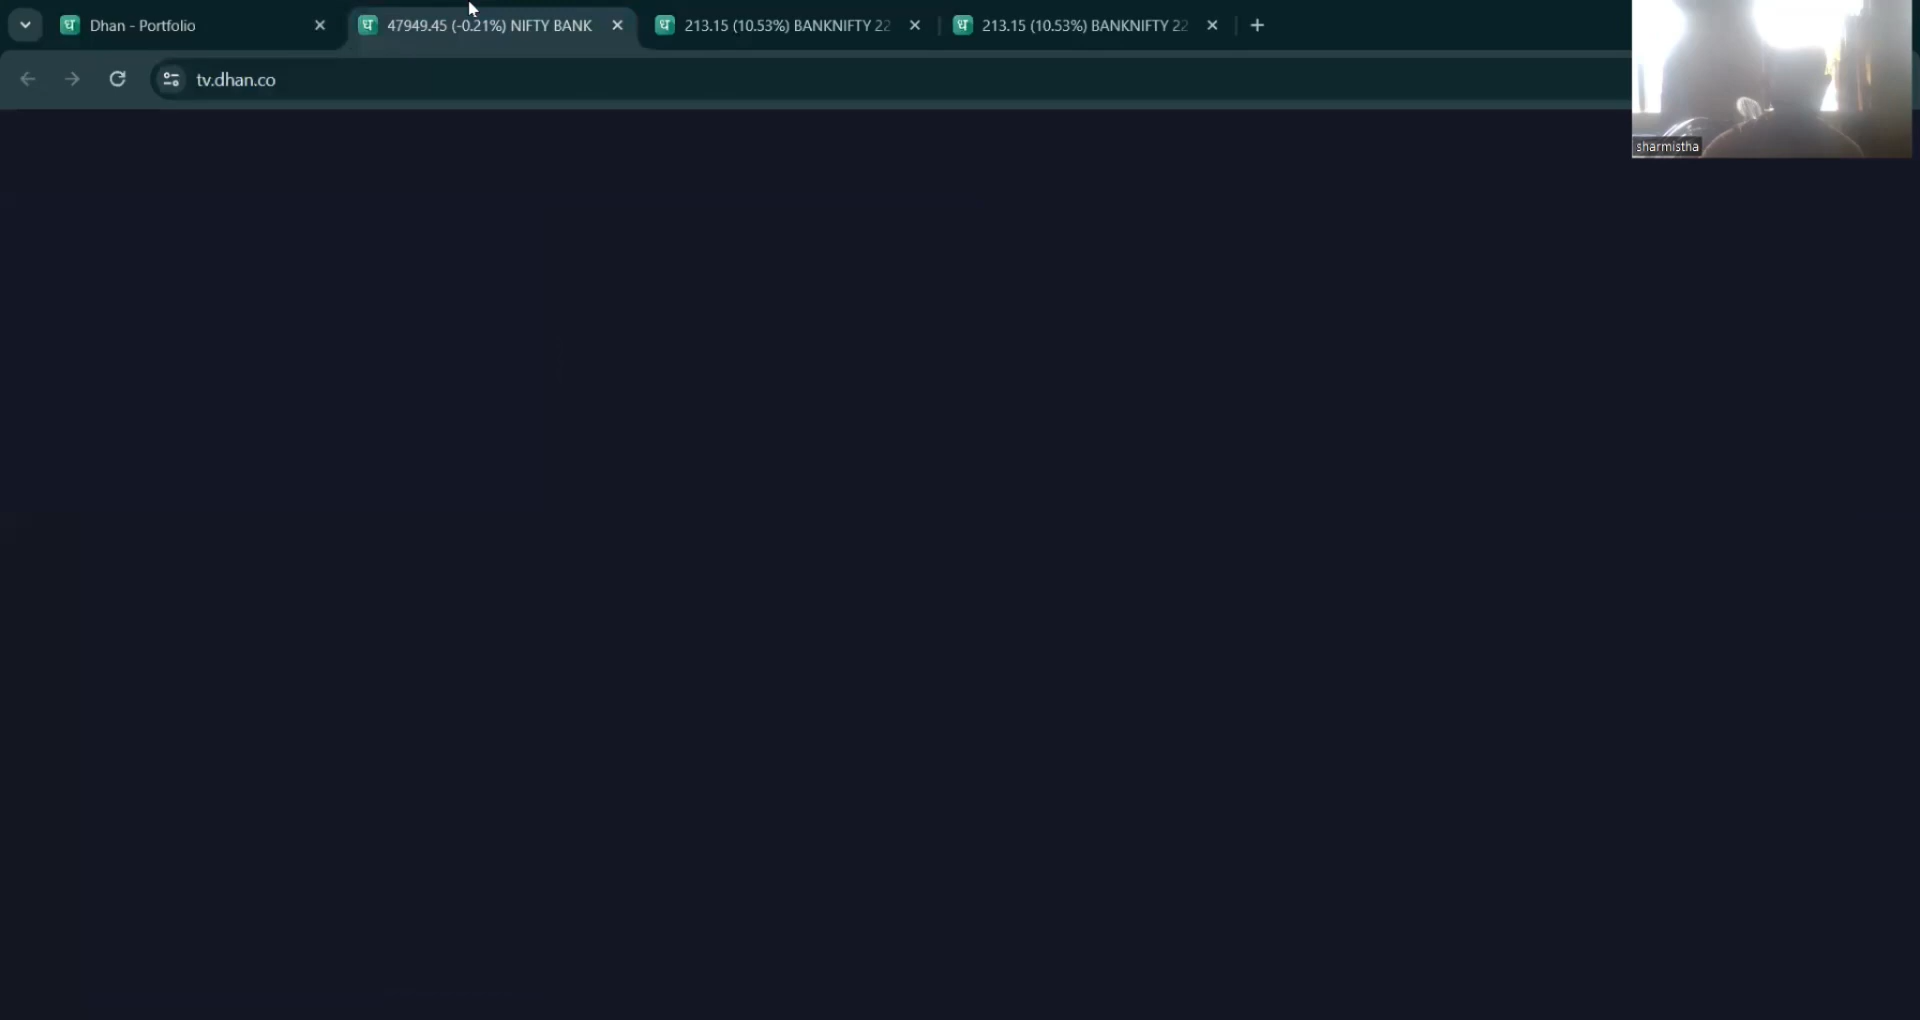 Dhan - Portfolio
47949.45 (-0.21%) NIFTY BANK
213.15 (10.53%) BANKNIFTY 22
213.15 (10.53%) BANKNIFTY 22
tv.dhan.co
sharmistha